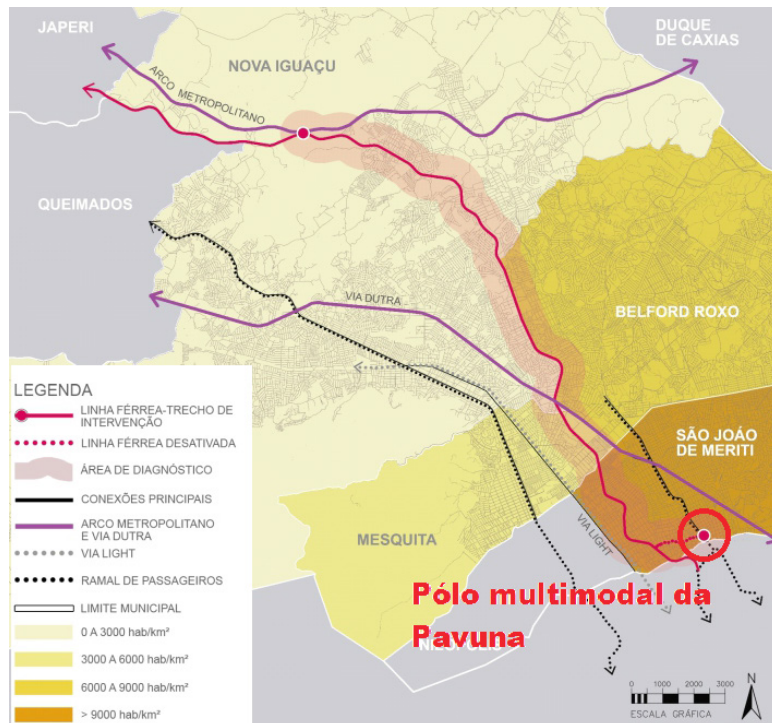 JAPERI
DUQUE
DE CAXIAS
NOVA IGUAÇU
ARCO METROPOLITANO
QUEIMADOS
VIA DUTRA
BELFORD ROXO
SÃO JOÃO
DE MERITI
MESQUITA
VIA LIGHT
Pólo multimodal da
Pavuna
LEGENDA
LINHA FÉRREA-TRECHO DE
INTERVENÇÃO
LINHA FÉRREA DESATIVADA
ÁREA DE DIAGNÓSTICO
CONEXÕES PRINCIPAIS
ARCO METROPOLITANO
E VIA DUTRA
VIA LIGHT
RAMAL DE PASSAGEIROS
LIMITE MUNICIPAL
0 A 3000 hab/km²
3000 A 6000 hab/km²
6000 A 9000 hab/km²
> 9000 hab/km²
0 1000 2000 3000
ESCALA GRÁFICA
N